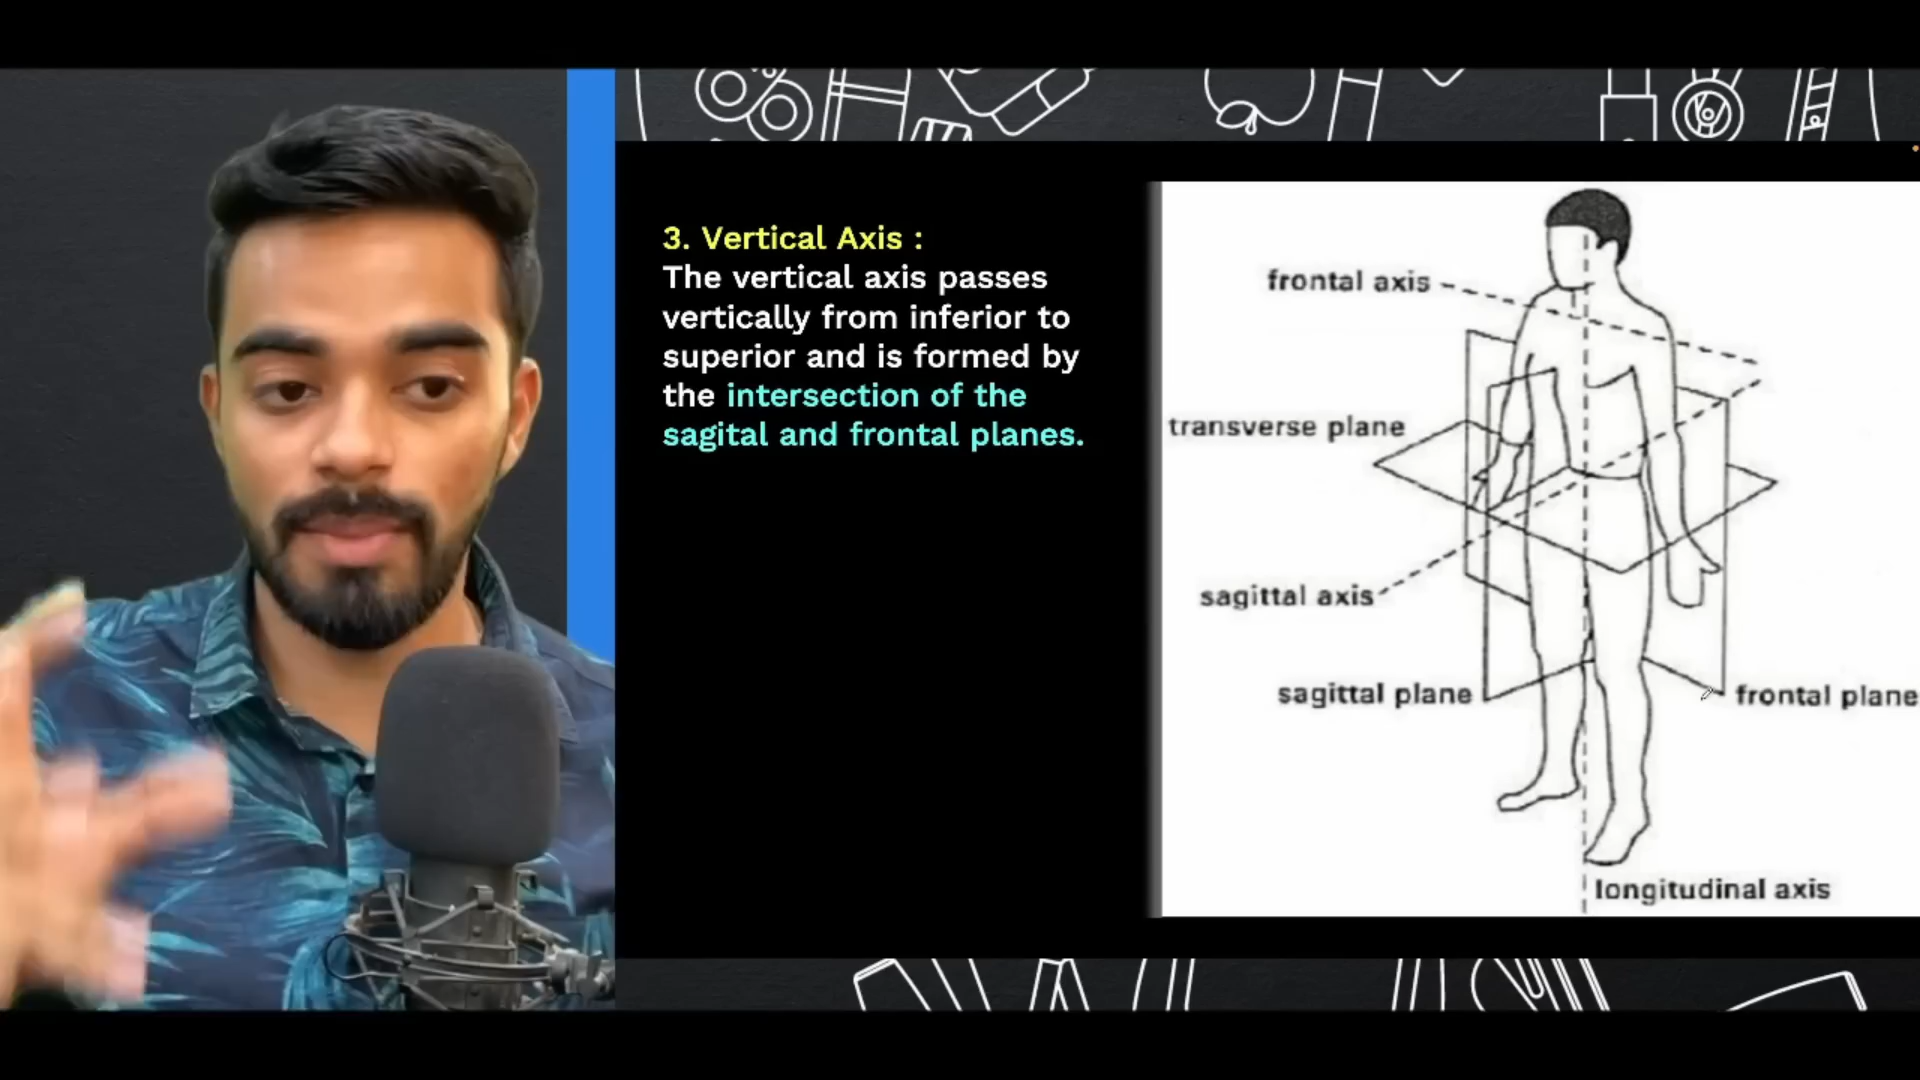 3. Vertical Axis :
The vertical axis passes
vertically from inferior to
superior and is formed by
the intersection of the
sagital and frontal planes.
frontal axis
transverse plane
sagittal axis
sagittal plane
frontal plane
longitudinal axis